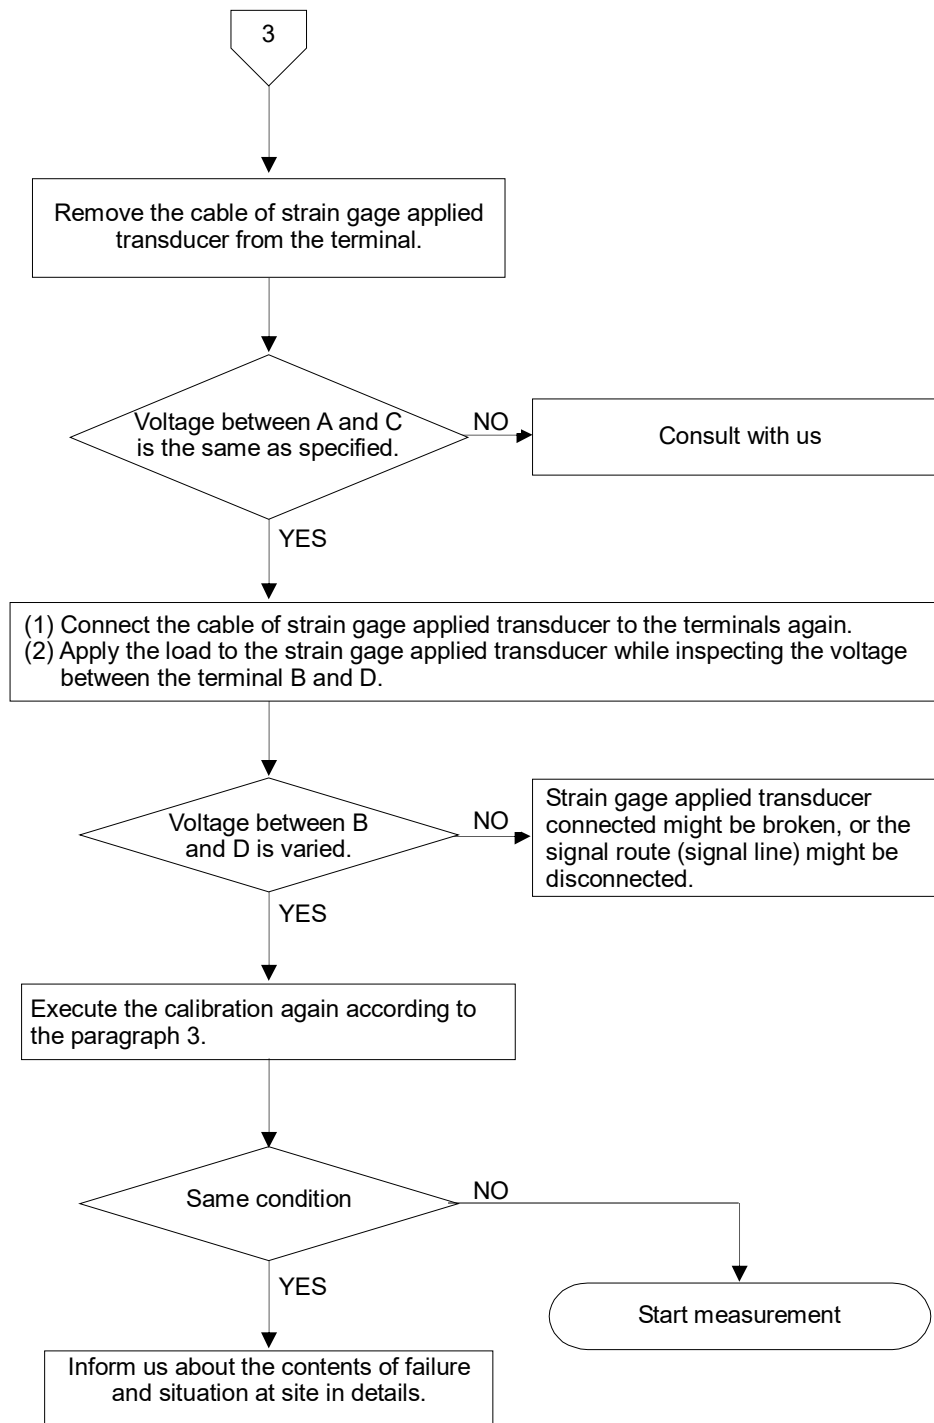 3
Remove the cable of strain gage applied
transducer from the terminal.
Voltage between A and C
is the same as specified.
NO
Consult with us
YES
(1) Connect the cable of strain gage applied transducer to the terminals again.
(2) Apply the load to the strain gage applied transducer while inspecting the voltage
between the terminal B and D.
Voltage between B
and D is varied.
NO
Strain gage applied transducer
connected might be broken, or the
signal route (signal line) might be
disconnected.
YES
Execute the calibration again according to
the paragraph 3.
Same condition
NO
YES
Start measurement
Inform us about the contents of failure
and situation at site in details.